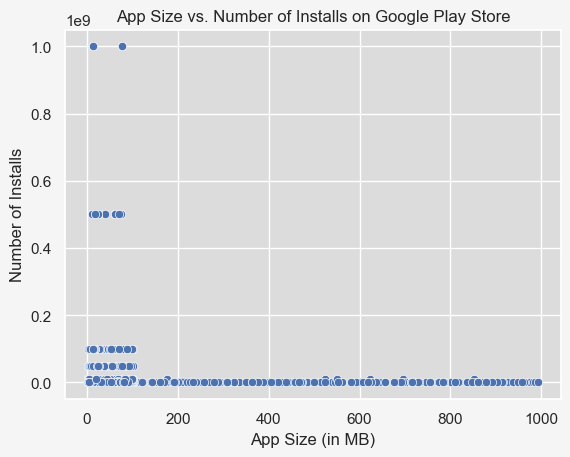 App Size vs. Number of Installs on Google Play Store
1e9
1.0
0.8
0.6
0.4
0.2
0.0
Number of Installs
0 200 400 600 800 1000
App Size (in MB)